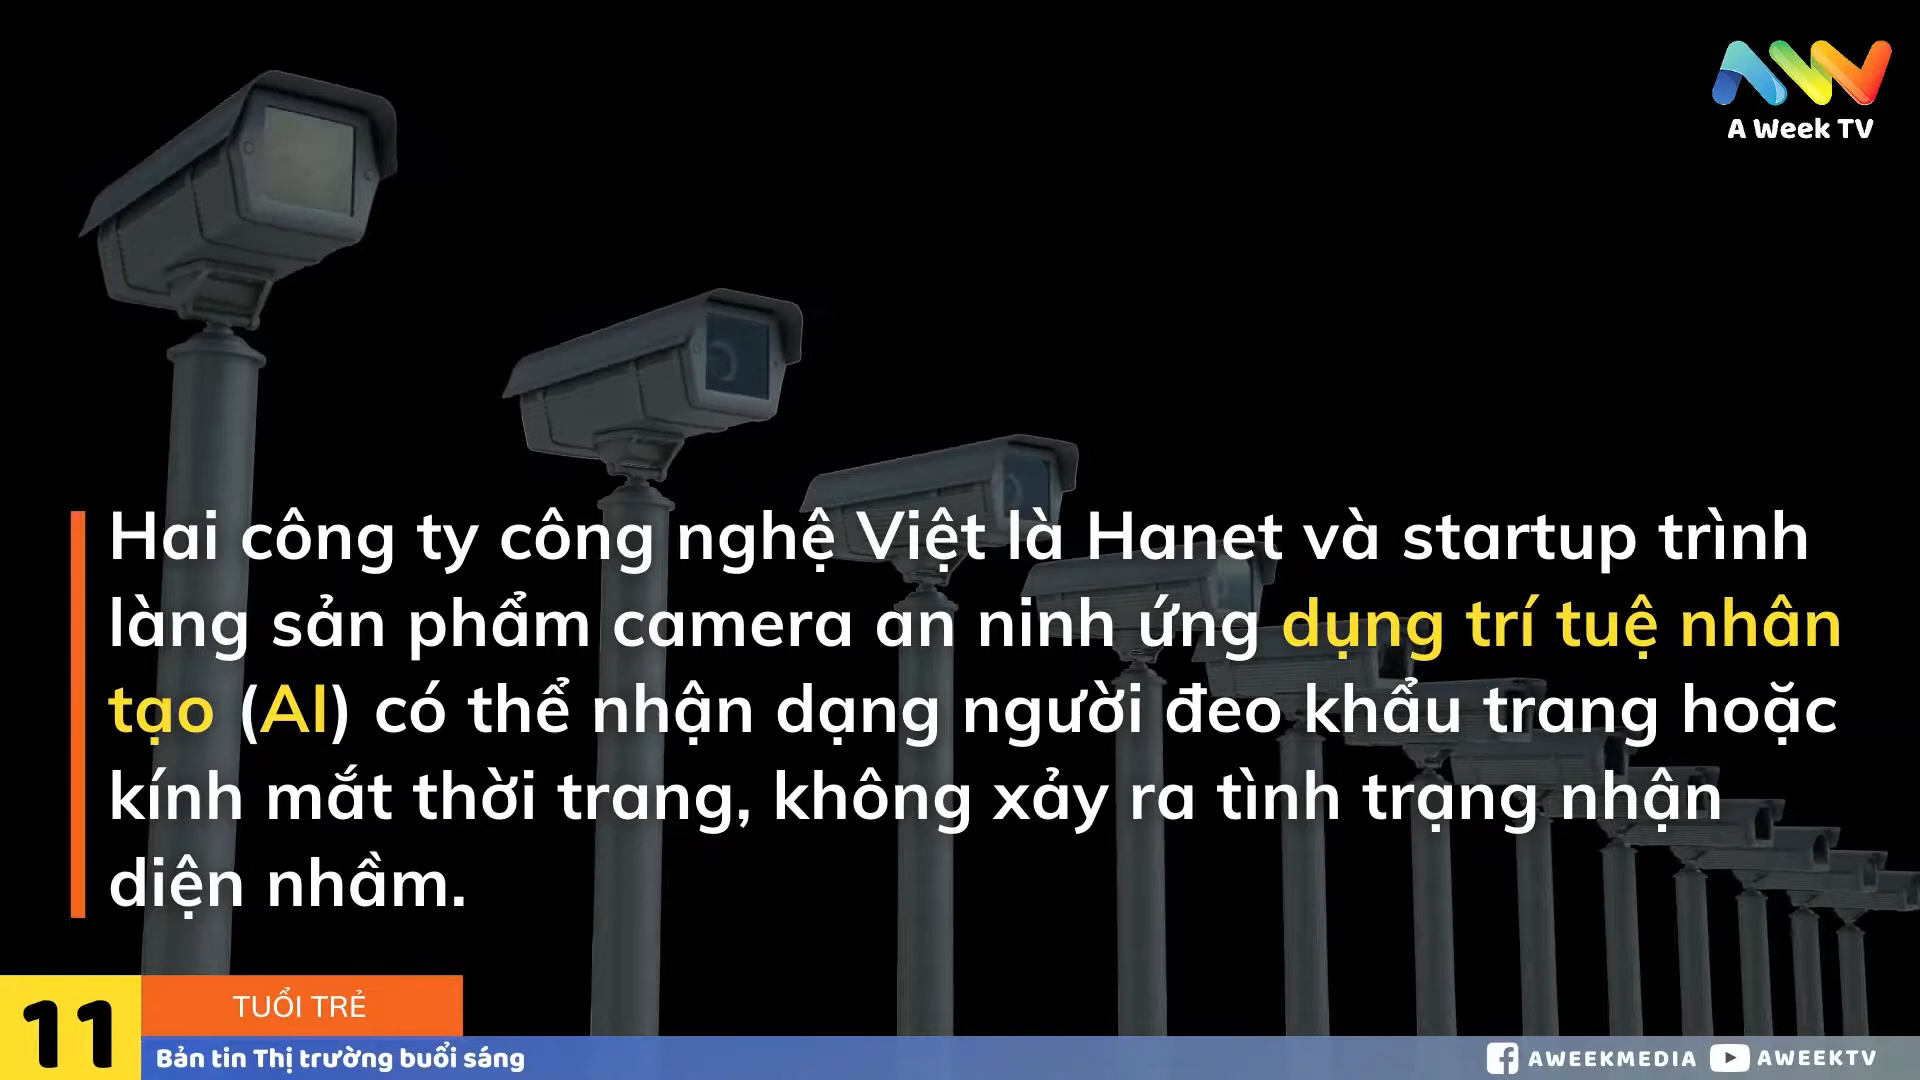 A Week TV
Hai công ty công nghệ Việt là Hanet và startup trình
làng sản phẩm camera an ninh ứng dụng trí tuệ nhân
tạo (AI) có thể nhận dạng người đeo khẩu trang hoặc
kính mắt thời trang, không xảy ra tình trạng nhận
diện nhầm.
11
TUỔI TRẺ
Bản tin Thị trường buổi sáng
AWEEKMEDIA
AWEEKTV